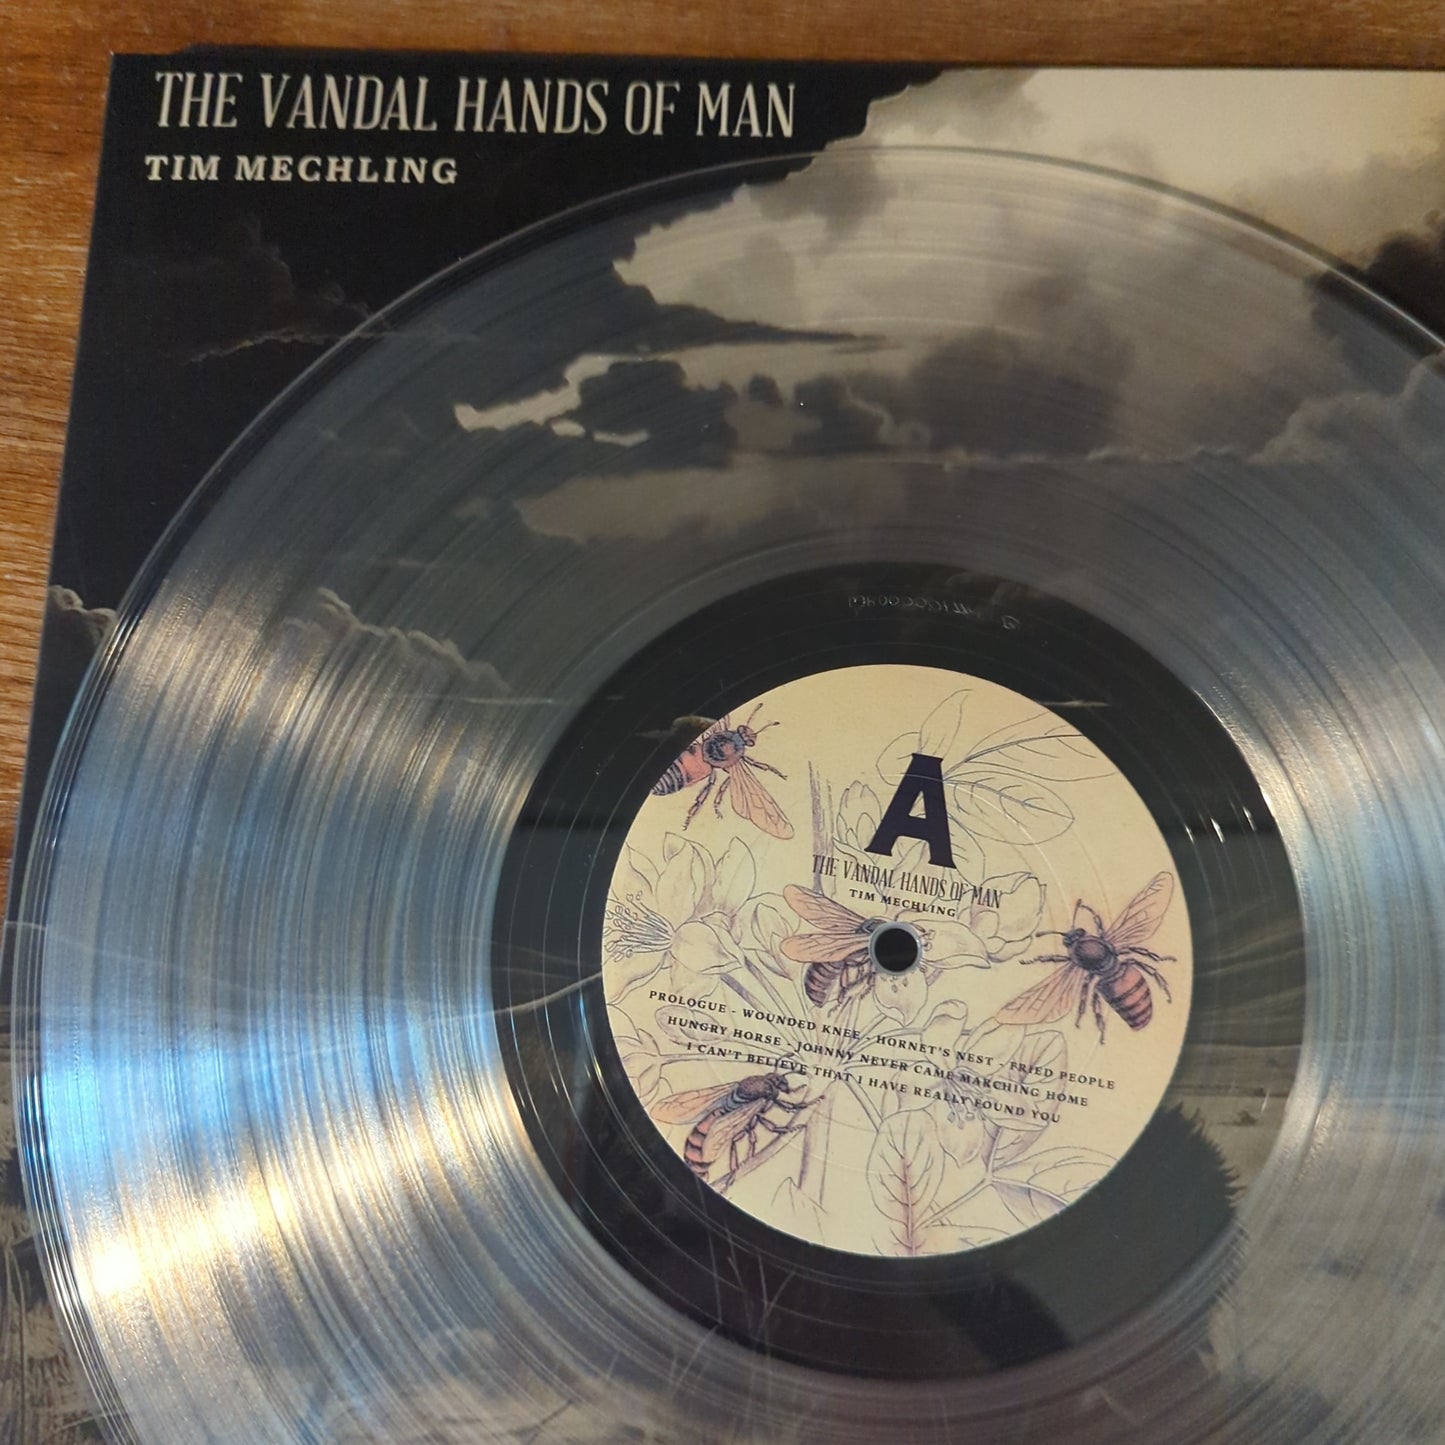 THE VANDAL HANDS OF MAN
TIM MECHLING
A
THE VANDAL HANDS OF MAN
TIM MECHLING
PROLOGUE - WOUNDED KNEE - HORNET'S NEST - FRIED PEOPLE
HUNGRY HORSE - JOHNNY NEVER CAME MARCHING HOME
I CAN'T BELIEVE THAT I HAVE REALLY FOUND YOU